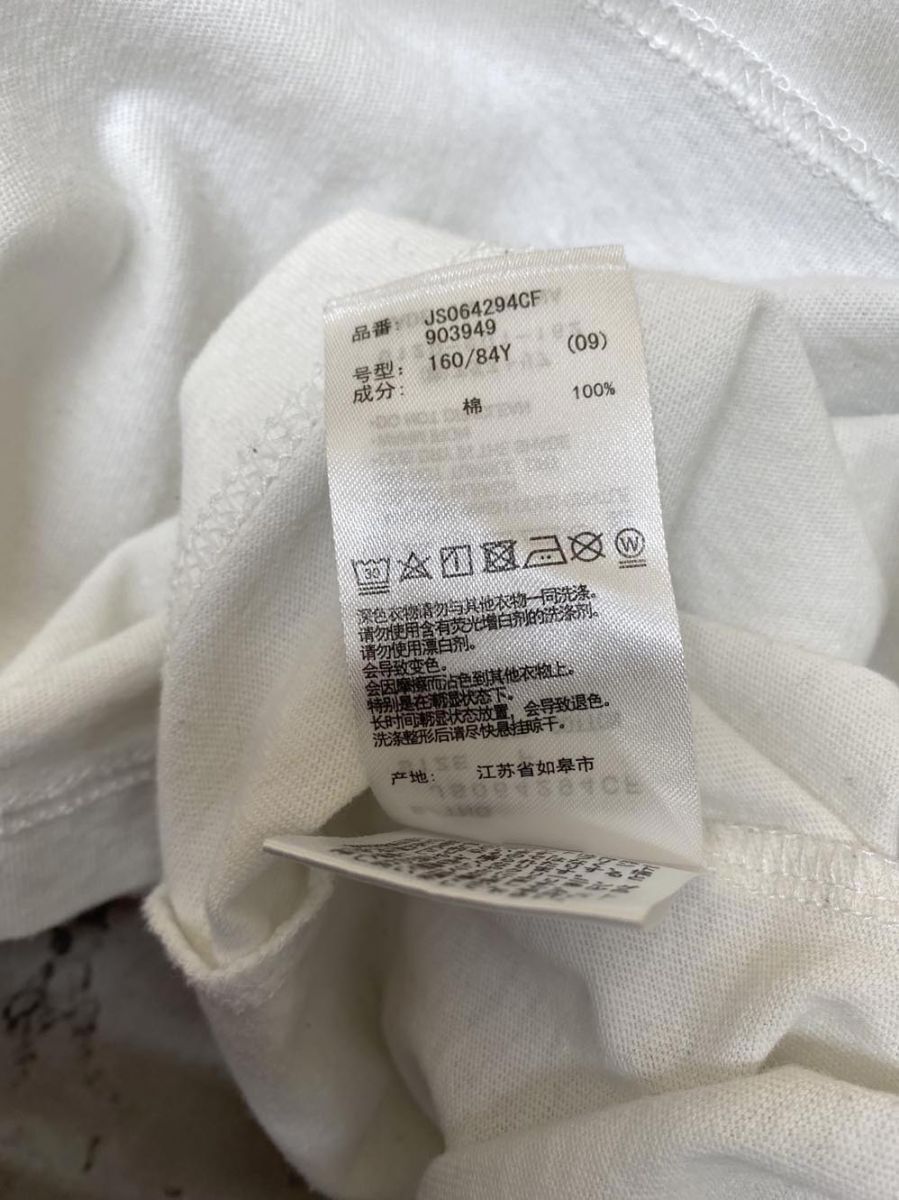 品番: JS064294CF
903949
号型: 160/84Y (09)
成分:
棉 100%
30
W
深色衣物请勿与其他衣物一同洗涤。
请勿使用含有荧光增白剂的洗涤剂。
请勿使用漂白剂。
会导致变色。
会因摩擦而沾色到其他衣物上。
特别是在潮湿状态下。
长时间潮湿状态放置，会导致退色。
洗涤整形后请尽快悬挂晾干。
产地: 江苏省如皋市